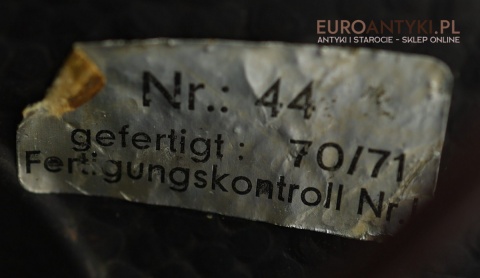 EUROANTYKI.PL
ANTYKI I STAROCIE - SKLEP ONLINE
Nr.: 44
gefertigt : 70/71
Fertigungskontroll Nr